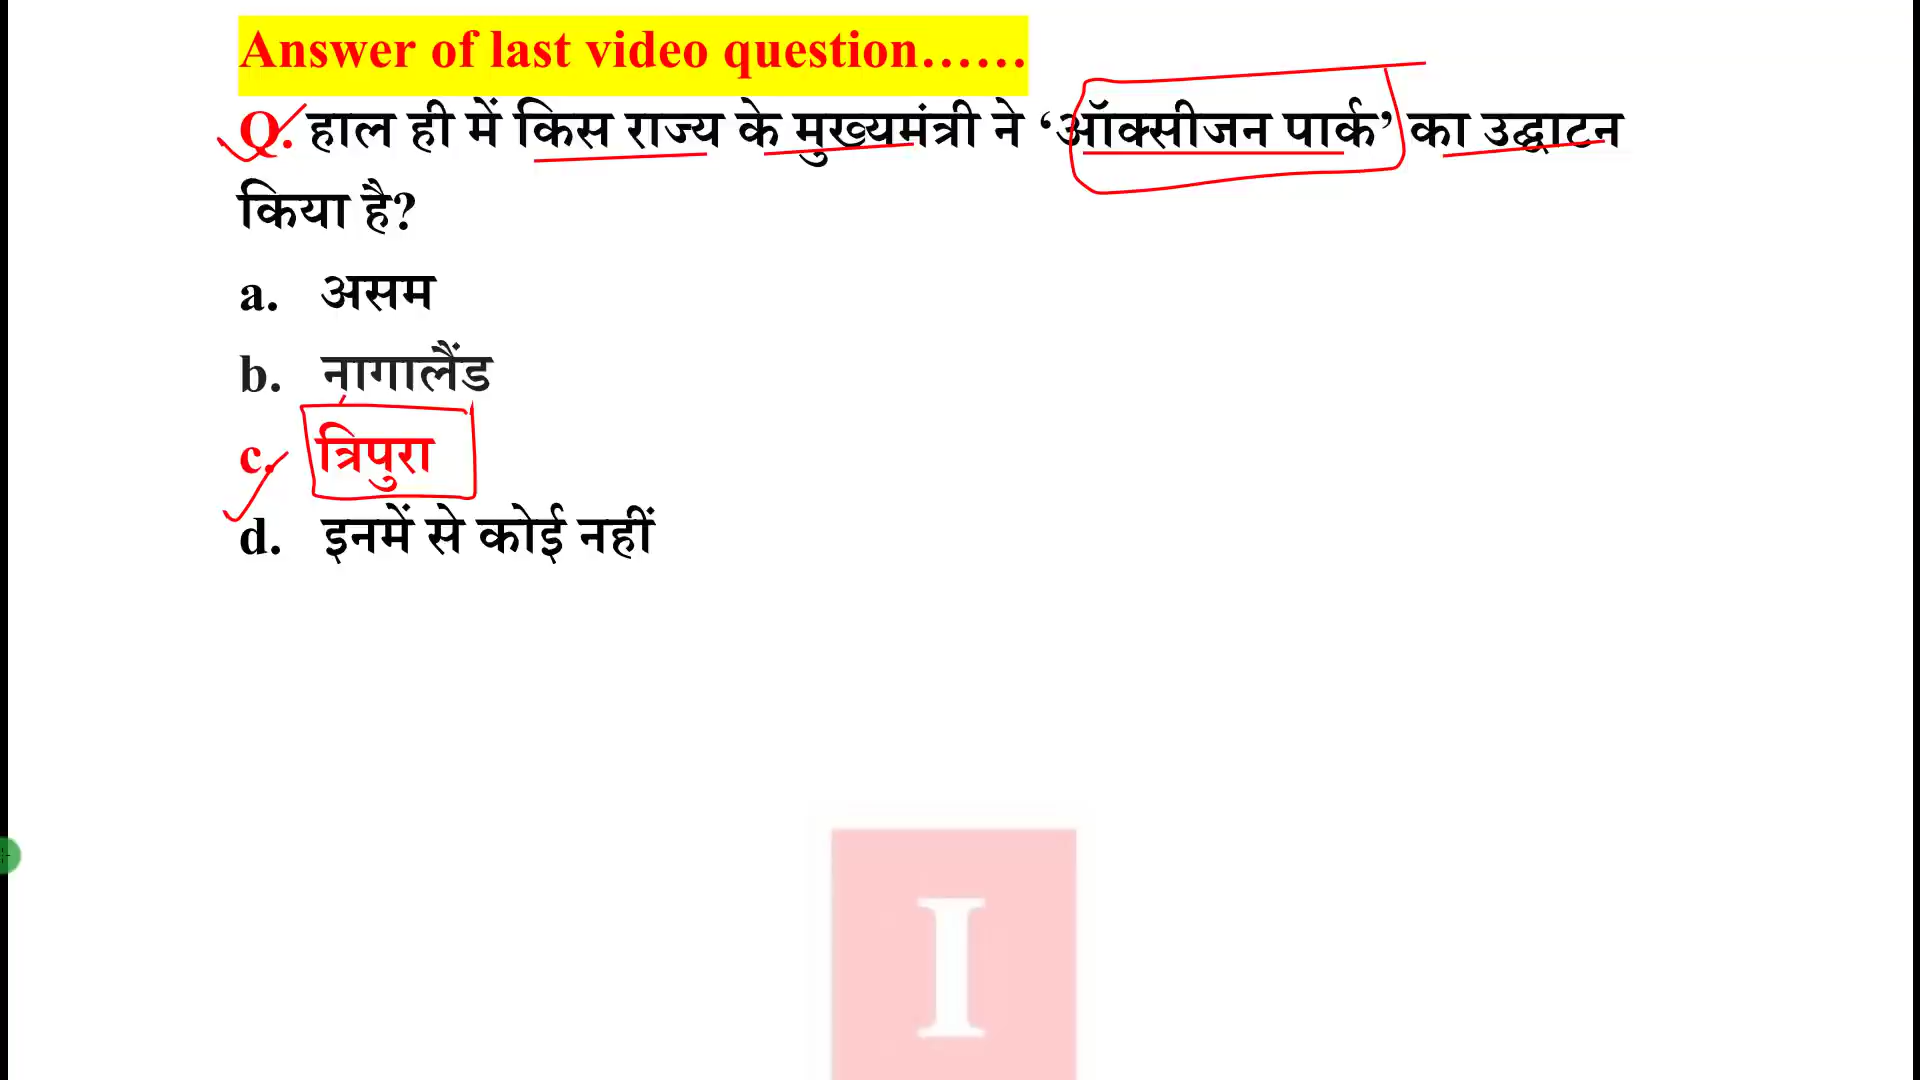 Answer of last video question......
Q. हाल ही में किस राज्य के मुख्यमंत्री ने ‘ऑक्सीजन पार्क’ का उद्घाटन
किया है?
a. असम
b. नागालैंड
c. त्रिपुरा
d. इनमें से कोई नहीं
I